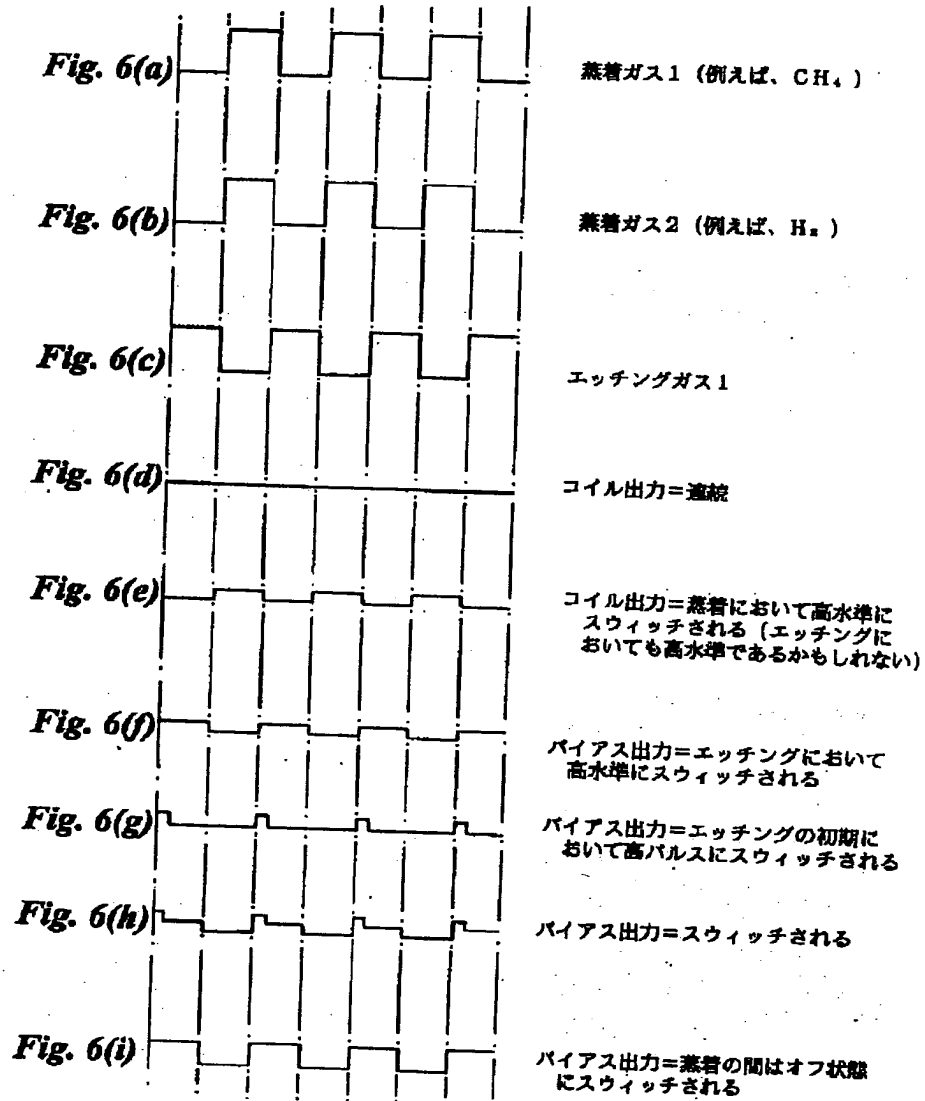 Fig. 6(a)
蒸着ガス1 (例えば、CH₄ )
Fig. 6(b)
蒸着ガス2 (例えば、H₂ )
Fig. 6(c)
エッチングガス1
Fig. 6(d)
コイル出力=連続
Fig. 6(e)
コイル出力=蒸着において高水準に
スウィッチされる (エッチングに
おいても高水準であるかもしれない)
Fig. 6(f)
バイアス出力=エッチングにおいて
高水準にスウィッチされる
Fig. 6(g)
バイアス出力=エッチングの初期に
おいて高パルスにスウィッチされる
Fig. 6(h)
バイアス出力=スウィッチされる
Fig. 6(i)
バイアス出力=蒸着の間はオフ状態
にスウィッチされる